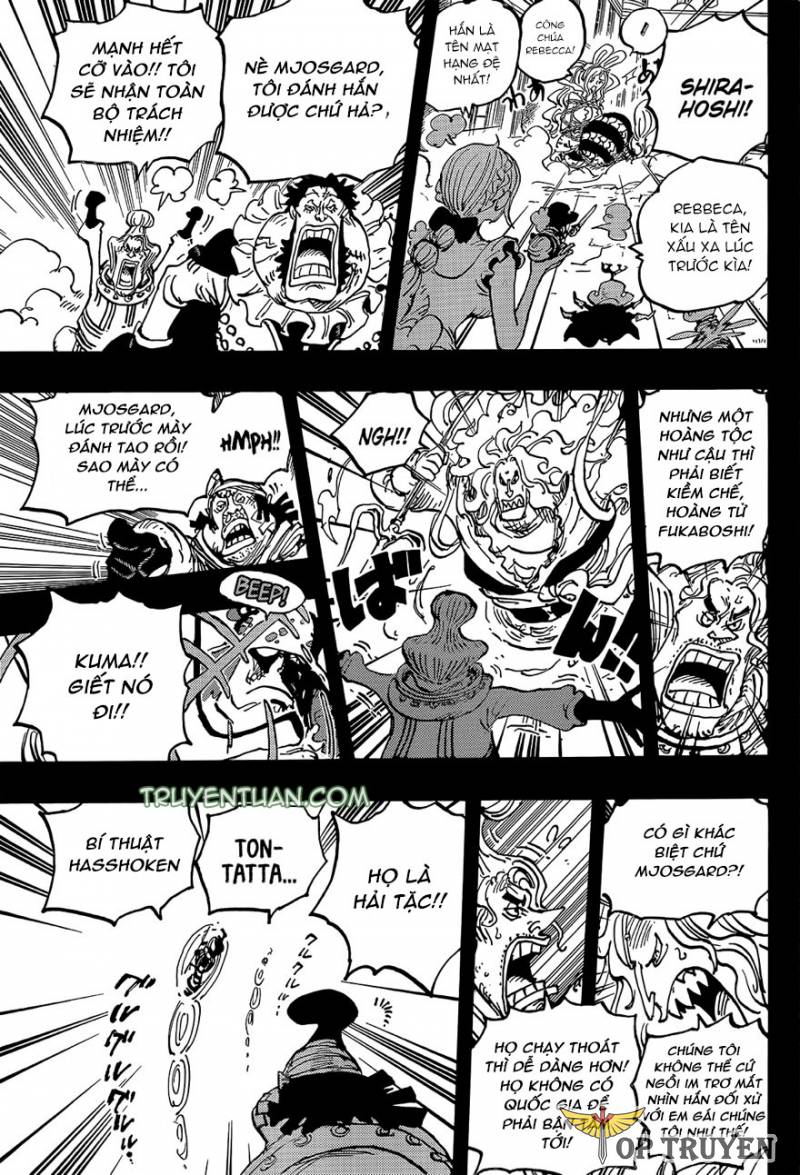 SHIRA-
HOSHI!
!
CÔNG
CHÚA
REBECCA!
HẮN LÀ
TÊN MẠT
HẠNG ĐỆ
NHẤT!
REBBECA,
KIA LÀ TÊN
XẤU XA LÚC
TRƯỚC KÌA!
NÈ MJOSGARD,
TÔI ĐÁNH HẮN
ĐƯỢC CHỨ HẢ?,
MẠNH HẾT
CỠ VÀO!! TÔI
SẼ NHẬN TOÀN
BỘ TRÁCH
NHIỆM!!
NHƯNG MỘT
HOÀNG TỘC
NHƯ CẬU THÌ
PHẢI BIẾT
KIỀM CHẾ,
HOÀNG TỬ
FUKABOSHI!
NGH!!
ばん!!
HMPH!!
MJOSGARD,
LÚC TRƯỚC MÀY
ĐÁNH TAO RỒI!
SAO MÀY CÓ
THỂ...
BEEP!
KUMA!!
GIẾT NÓ
ĐI!!
TRUYENTUAN.COM
CÓ GÌ KHÁC
BIỆT CHỨ
MJOSGARD?!
CHÚNG TÔI
KHÔNG THỂ CỨ
NGỒI IM TRƠ MẮT
NHÌN HẮN ĐỐI XỬ
VỚI EM GÁI CHÚNG
TÔI NHƯ THẾ!
HỌ CHẠY THOÁT
THÌ DỄ DÀNG HƠN!
HỌ KHÔNG CÓ
QUỐC GIA ĐỂ
PHẢI BẬN TÂM
TỚI!
HỌ LÀ
HẢI TẶC!!
TON-
TATTA...
BÍ THUẬT
HASSHOKEN
OP TRUYỆN